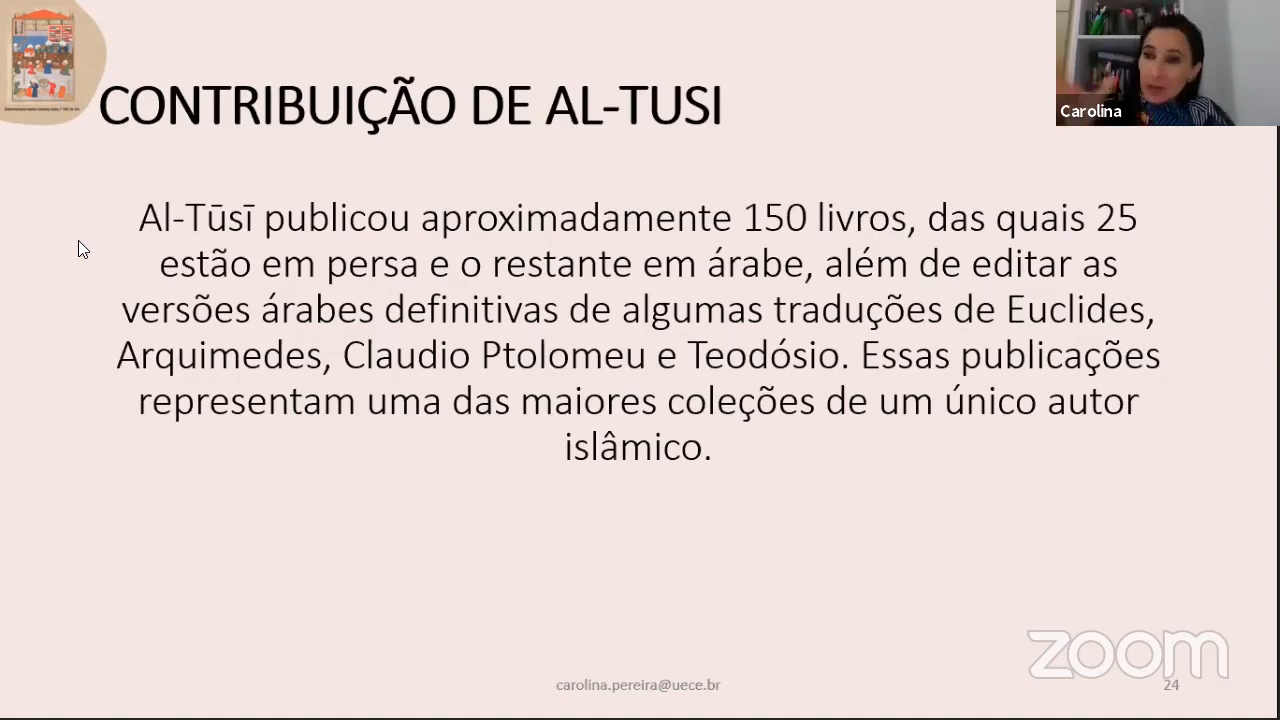 CONTRIBUIÇÃO DE AL-TUSI
Carolina
Al-Tūsī publicou aproximadamente 150 livros, das quais 25
estão em persa e o restante em árabe, além de editar as
versões árabes definitivas de algumas traduções de Euclides,
Arquimedes, Claudio Ptolomeu e Teodósio. Essas publicações
representam uma das maiores coleções de um único autor
islâmico.
zoom
carolina.pereira@uece.br
24